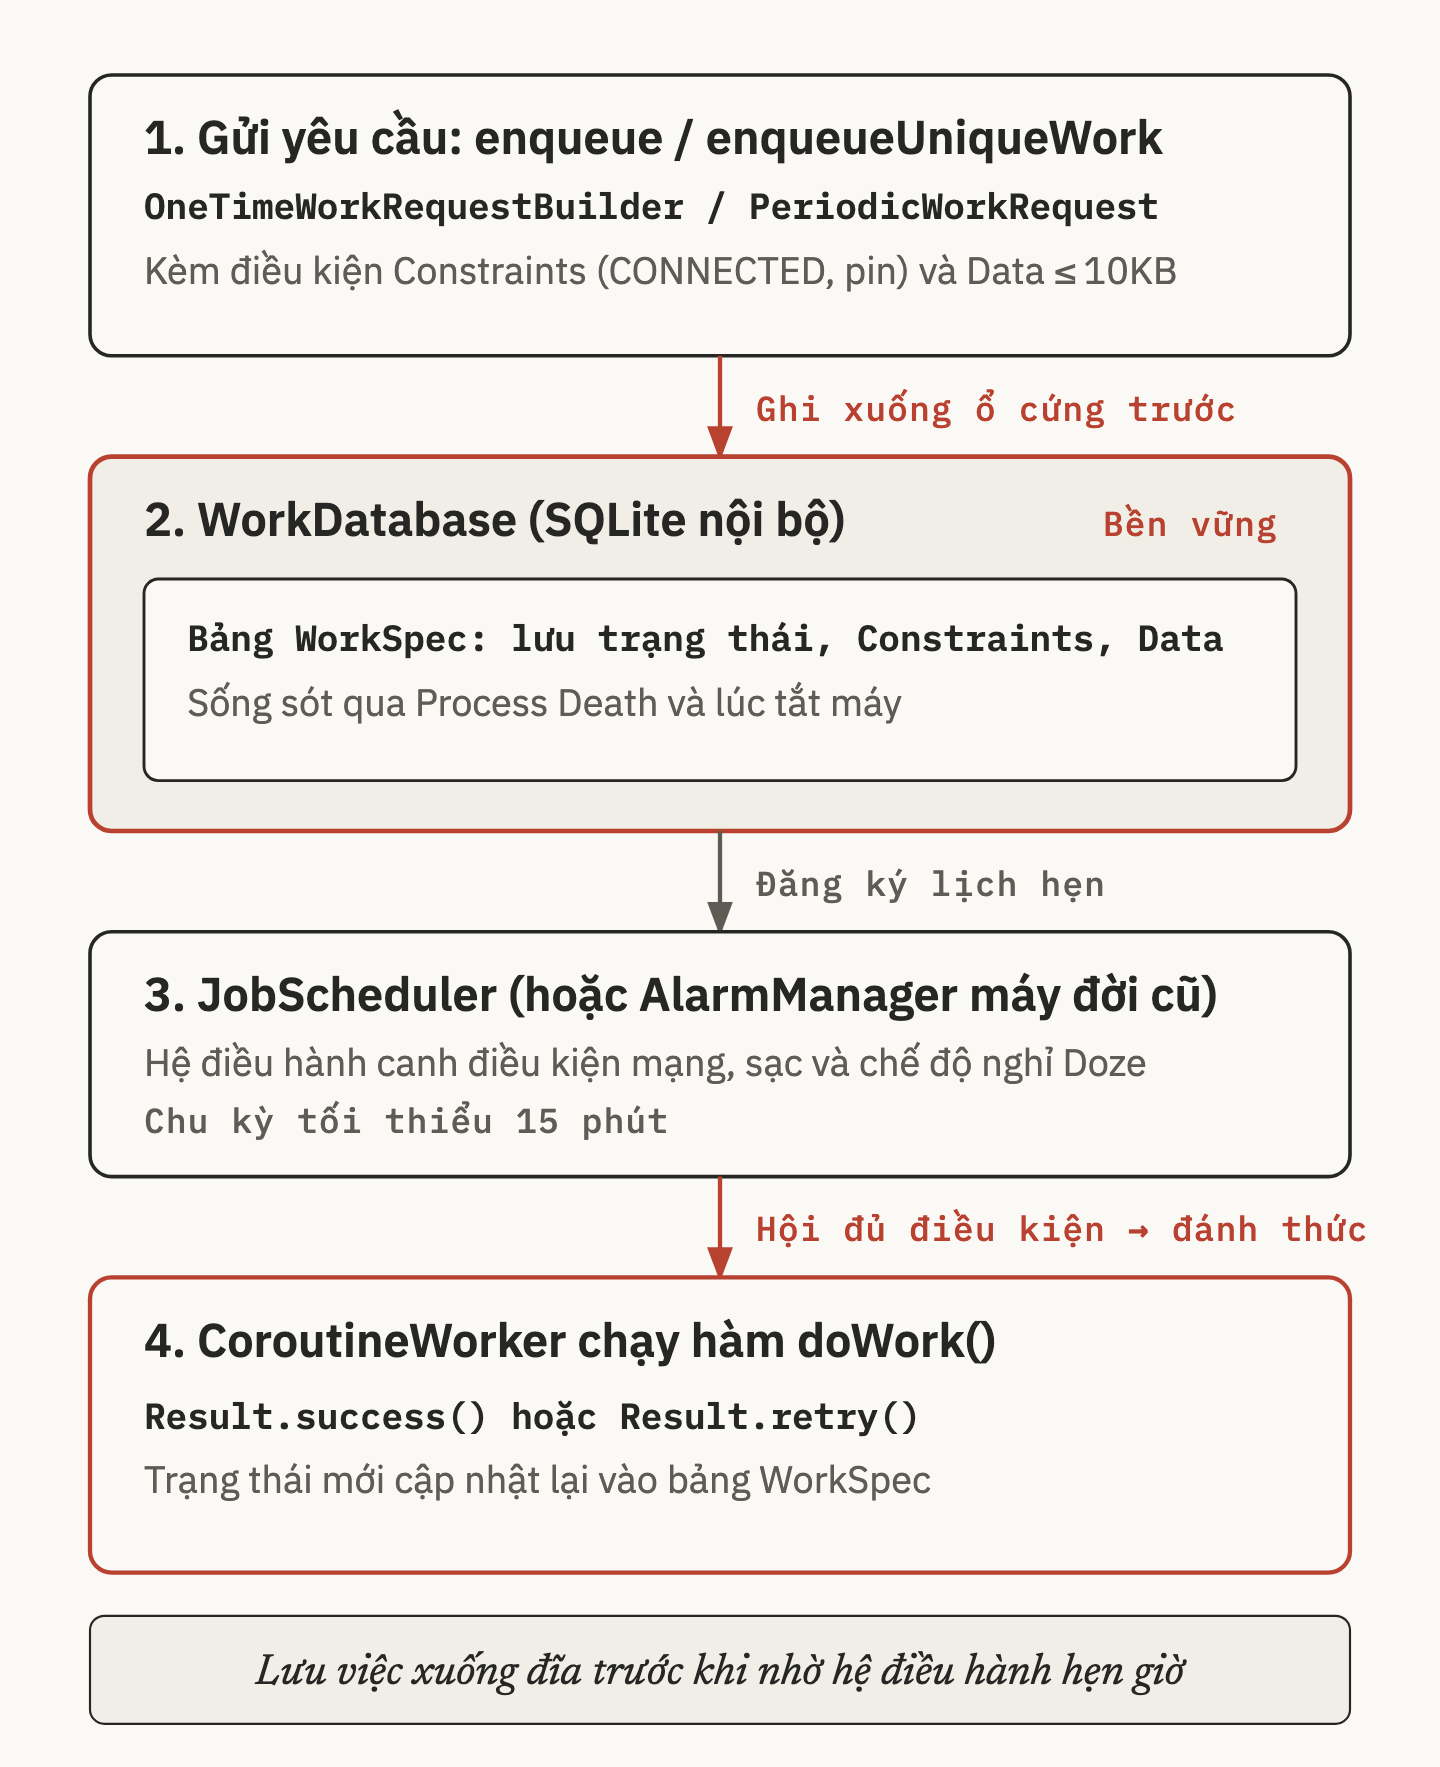 1. Gửi yêu cầu: enqueue / enqueueUniqueWork
OneTimeWorkRequestBuilder / PeriodicWorkRequest
Kèm điều kiện Constraints (CONNECTED, pin) và Data ≤ 10KB
Ghi xuống ổ cứng trước
2. WorkDatabase (SQLite nội bộ)
Bền vững
Bảng WorkSpec: lưu trạng thái, Constraints, Data
Sống sót qua Process Death và lúc tắt máy
Đăng ký lịch hẹn
3. JobScheduler (hoặc AlarmManager máy đời cũ)
Hệ điều hành canh điều kiện mạng, sạc và chế độ nghỉ Doze
Chu kỳ tối thiểu 15 phút
Hội đủ điều kiện → đánh thức
4. CoroutineWorker chạy hàm doWork()
Result.success() hoặc Result.retry()
Trạng thái mới cập nhật lại vào bảng WorkSpec
Lưu việc xuống đĩa trước khi nhờ hệ điều hành hẹn giờ